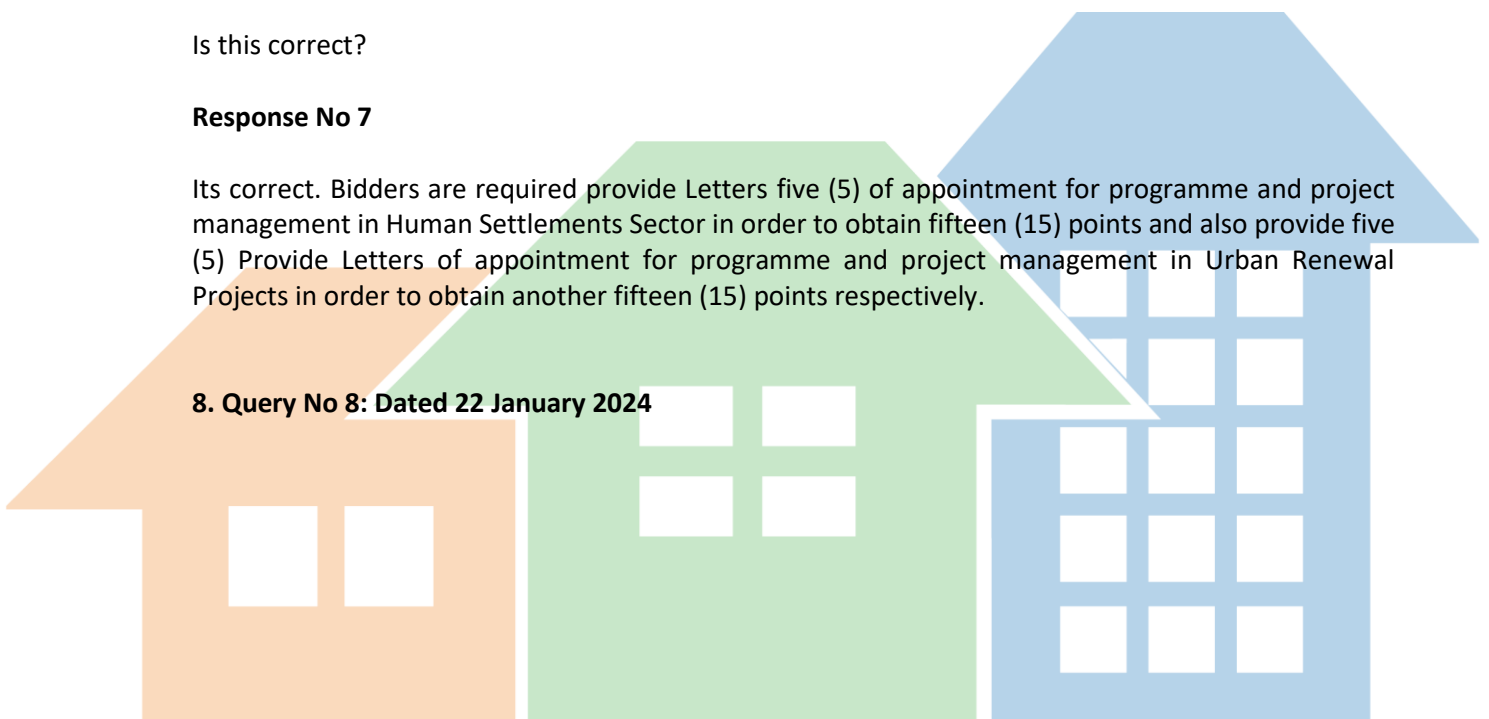 Is this correct?
Response No 7
Its correct. Bidders are required provide Letters five (5) of appointment for programme and project
management in Human Settlements Sector in order to obtain fifteen (15) points and also provide five
(5) Provide Letters of appointment for programme and project management in Urban Renewal
Projects in order to obtain another fifteen (15) points respectively.
8. Query No 8: Dated 22 January 2024